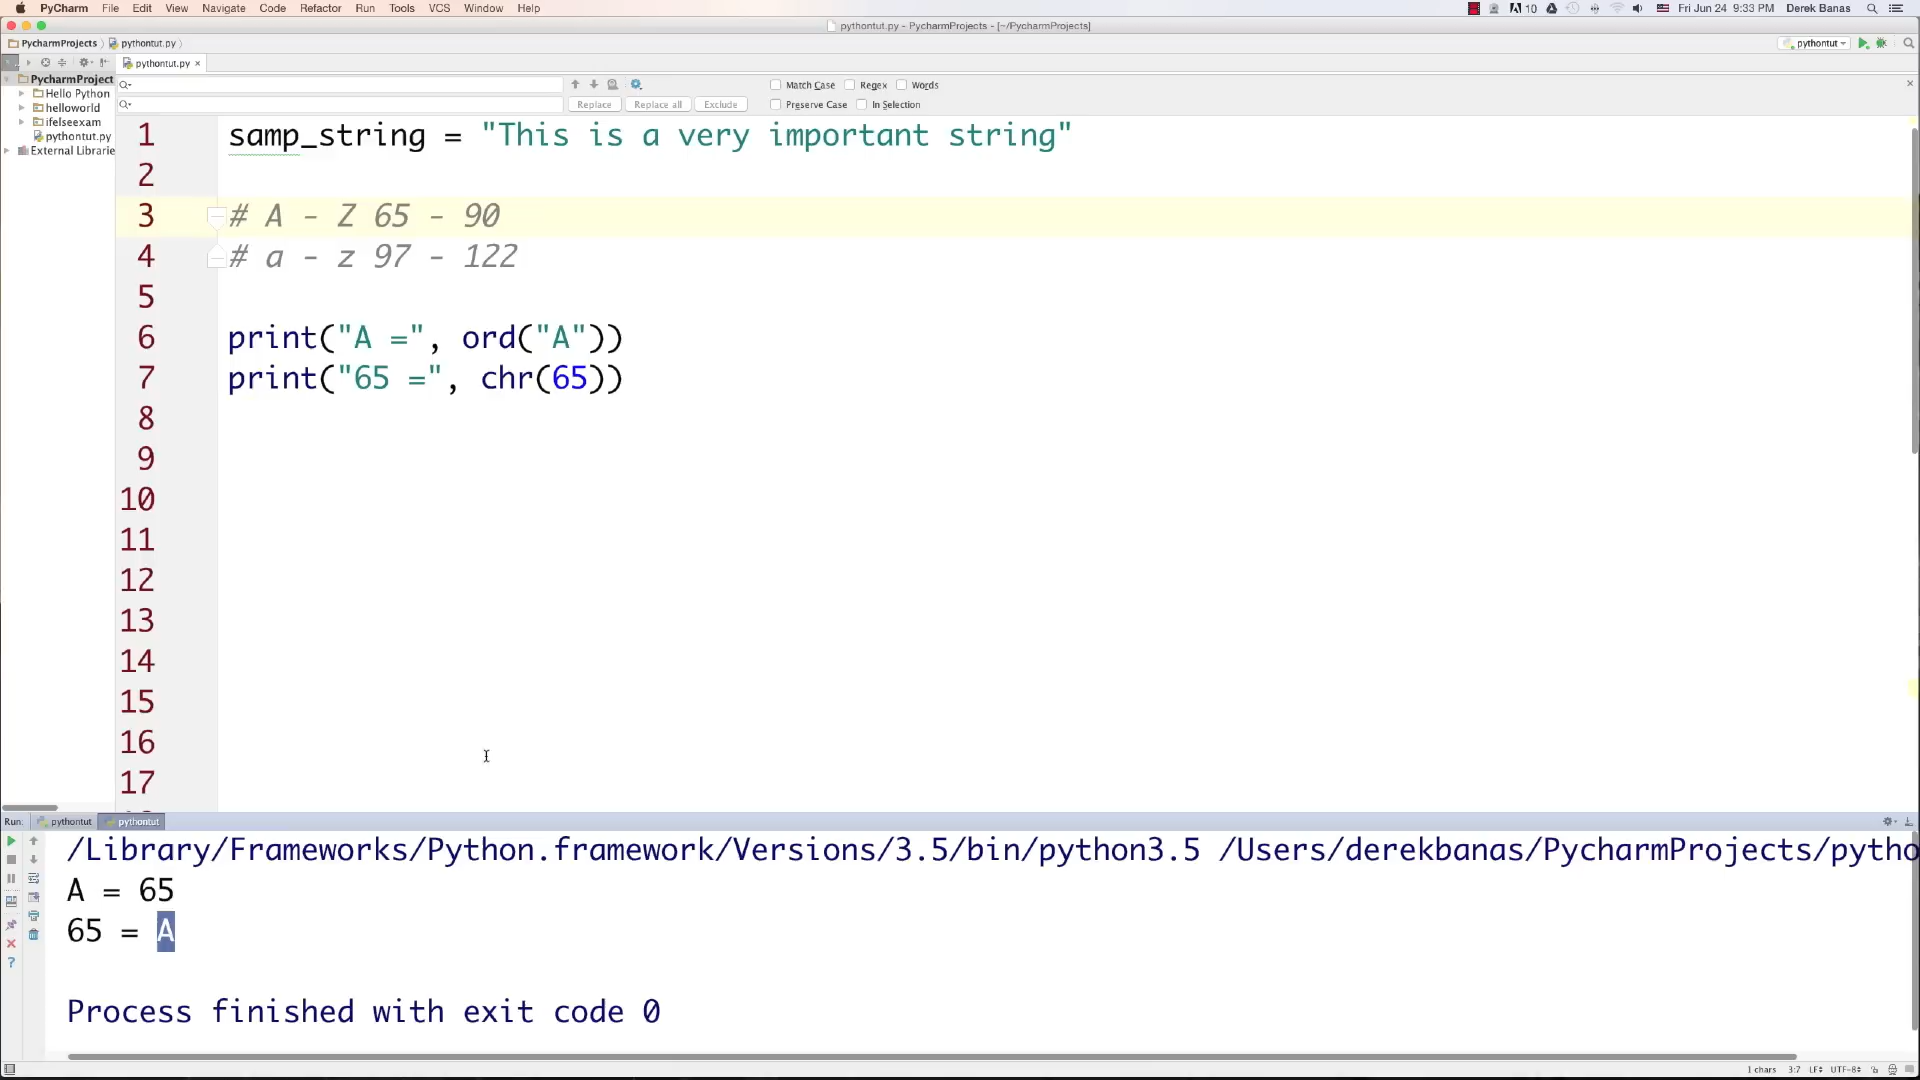 PyCharm File Edit View Navigate Code Refactor Run Tools VCS Window Help 10 Fri Jun 24 9:33 PM Derek Banas
pythontut.py - PycharmProjects - [~/PycharmProjects]
PycharmProjects pythontut.py pythontut
pythontut.py
PycharmProject
Hello Python
helloworld
ifelseexam
pythontut.py
External Librarie
Match Case Regex Words
Replace Replace all Exclude Preserve Case In Selection
1 samp_string = "This is a very important string"
2
3 # A - Z 65 - 90
4 # a - z 97 - 122
5
6 print("A =", ord("A"))
7 print("65 =", chr(65))
8
9
10
11
12
13
14
15
16
17
Run: pythontut pythontut
/Library/Frameworks/Python.framework/Versions/3.5/bin/python3.5 /Users/derekbanas/PycharmProjects/pytho
A = 65
65 = A
Process finished with exit code 0
1 chars 3:7 LF UTF-8